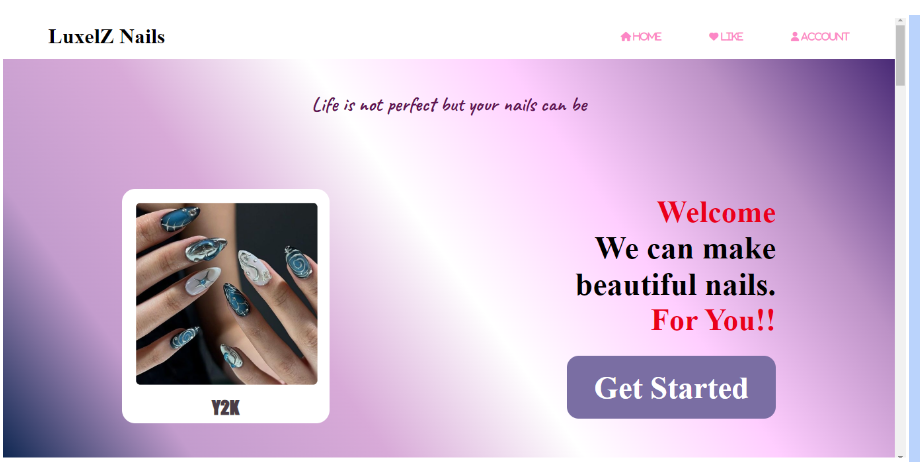 LuxelZ Nails
HOME LIKE ACCOUNT
Life is not perfect but your nails can be
Welcome
We can make
beautiful nails.
For You!!
Get Started
Y2K